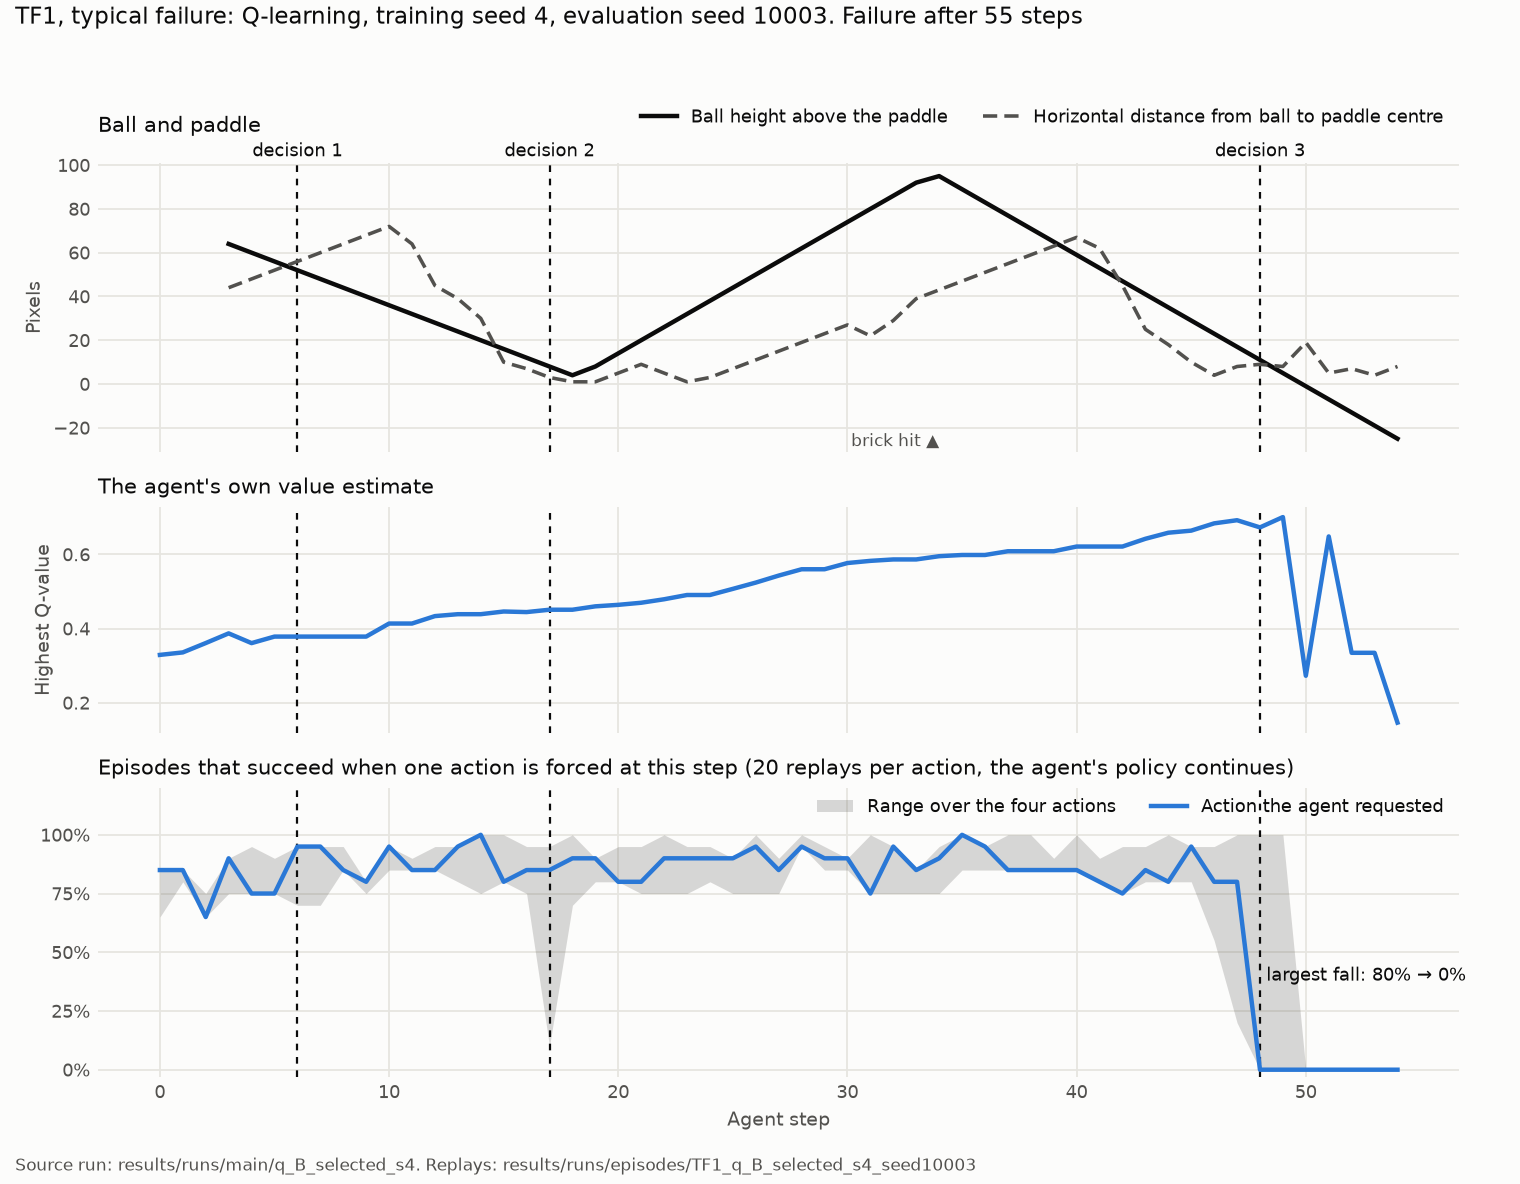 TF1, typical failure: Q-learning, training seed 4, evaluation seed 10003. Failure after 55 steps
Ball and paddle
Ball height above the paddle
Horizontal distance from ball to paddle centre
decision 1
decision 2
decision 3
100
80
60
40
20
0
−20
Pixels
brick hit ▲
The agent's own value estimate
0.6
0.4
0.2
Highest Q-value
Episodes that succeed when one action is forced at this step (20 replays per action, the agent's policy continues)
Range over the four actions
Action the agent requested
100%
75%
50%
25%
0%
largest fall: 80% → 0%
0
10
20
30
40
50
Agent step
Source run: results/runs/main/q_B_selected_s4. Replays: results/runs/episodes/TF1_q_B_selected_s4_seed10003